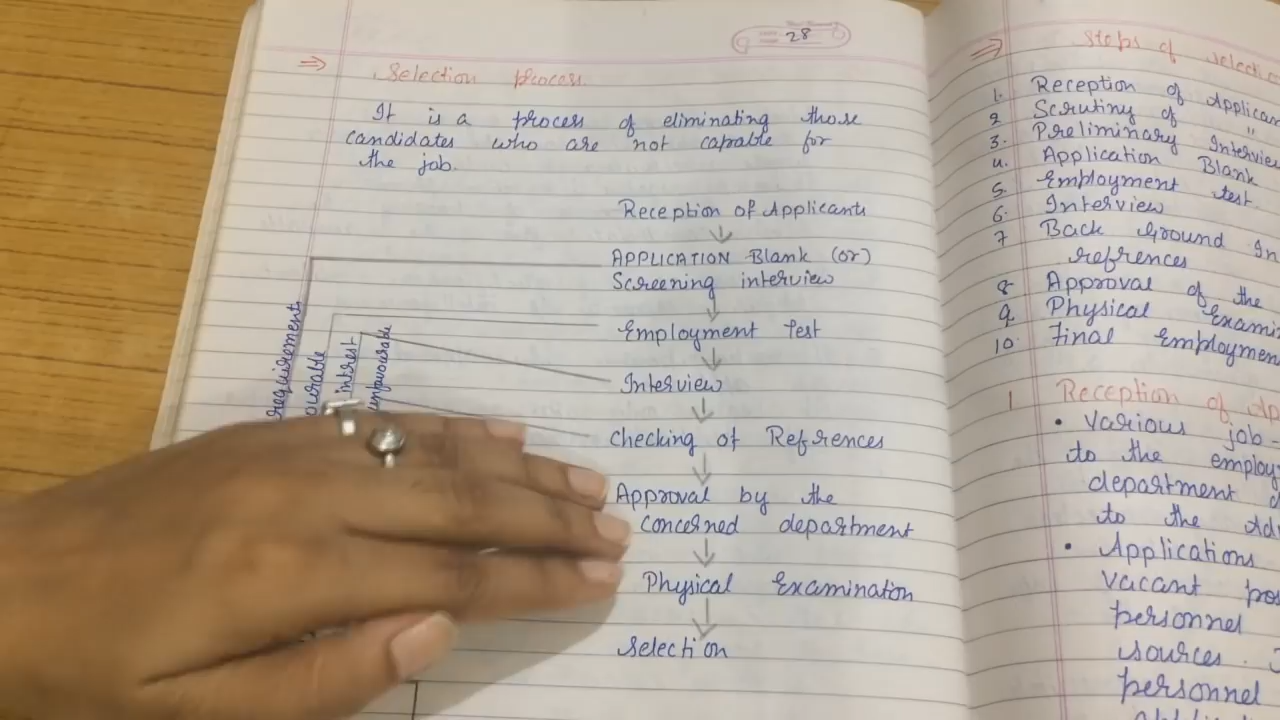 28
⇒ Selection process.
It is a process of eliminating those
candidates who are not capable for
the job.
Reception of Applicants
↓
APPLICATION Blank (or)
Screening interview
↓
Employment test
↓
Interview
↓
Checking of Refrences
↓
Approval by the
concerned department
↓
Physical Examination
↓
Selection
requirement
intrest
unfavourable
⇒ Steps of
1. Reception of
2 Scrutiny of "
3. Preliminary
4. Application Blank
5. Employment test.
6. Interview
7 Back Ground
refrences
8 Approval of the
9. Physical
10. Final
1 Reception of
• Various job
to the
department
to the
• Applications
vacant
personnel
sources.
personnel